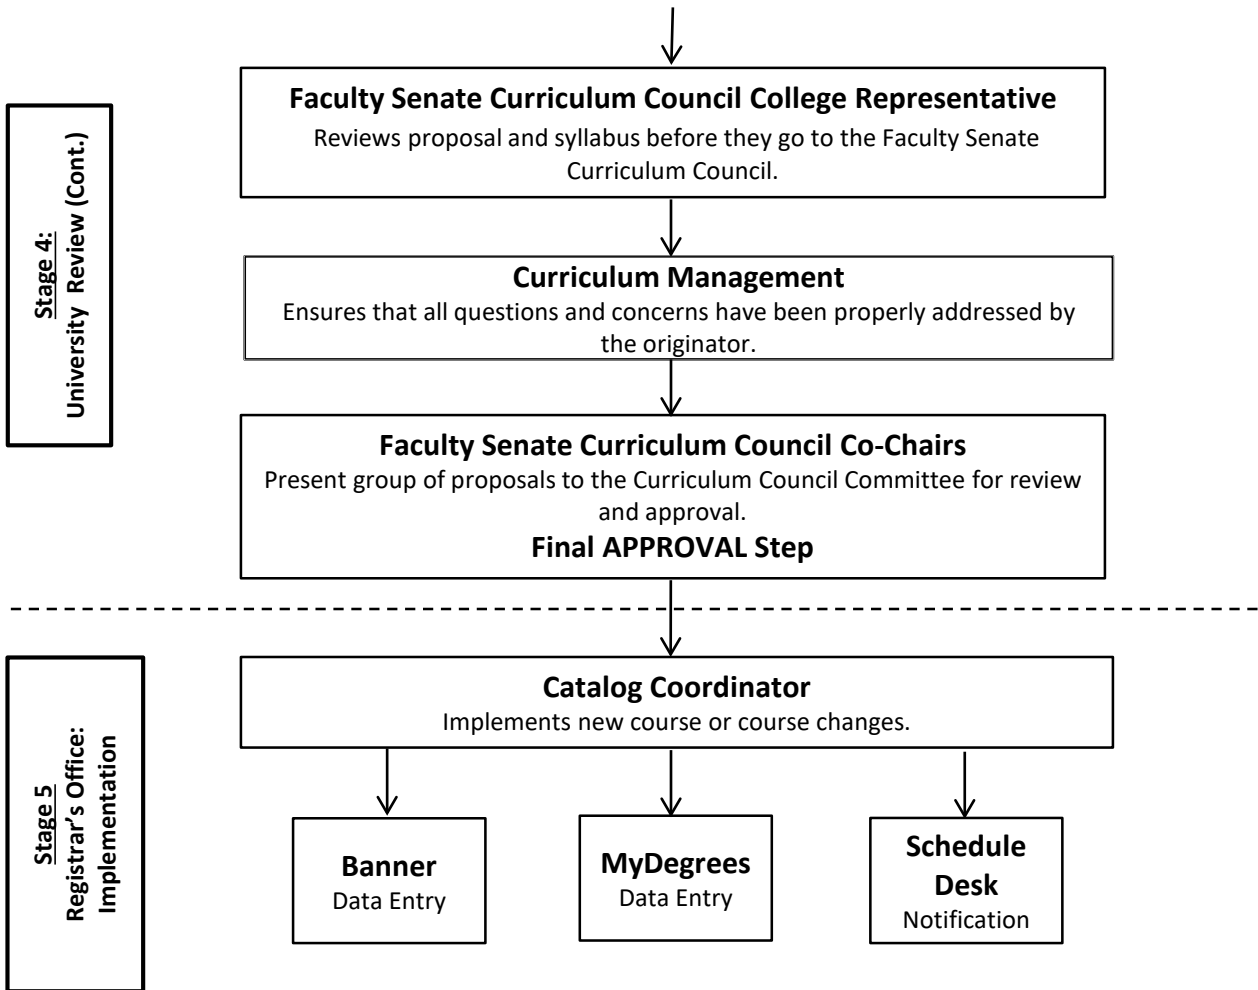 Stage 4:
University Review (Cont.)
Faculty Senate Curriculum Council College Representative
Reviews proposal and syllabus before they go to the Faculty Senate
Curriculum Council.
Curriculum Management
Ensures that all questions and concerns have been properly addressed by
the originator.
Faculty Senate Curriculum Council Co-Chairs
Present group of proposals to the Curriculum Council Committee for review
and approval.
Final APPROVAL Step
Stage 5
Registrar’s Office:
Implementation
Catalog Coordinator
Implements new course or course changes.
Banner
Data Entry
MyDegrees
Data Entry
Schedule
Desk
Notification